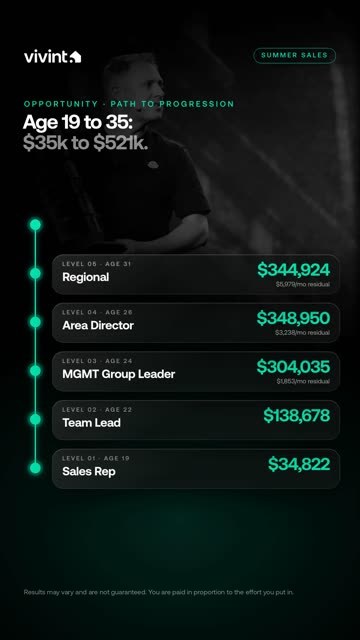 vivint
SUMMER SALES
OPPORTUNITY · PATH TO PROGRESSION
Age 19 to 35:
$35k to $521k.
LEVEL 05 · AGE 31
Regional
$344,924
$5,979/mo residual
LEVEL 04 · AGE 28
Area Director
$348,950
$3,238/mo residual
LEVEL 03 · AGE 24
MGMT Group Leader
$304,035
$1,853/mo residual
LEVEL 02 · AGE 22
Team Lead
$138,678
LEVEL 01 · AGE 19
Sales Rep
$34,822
Results may vary and are not guaranteed. You are paid in proportion to the effort you put in.